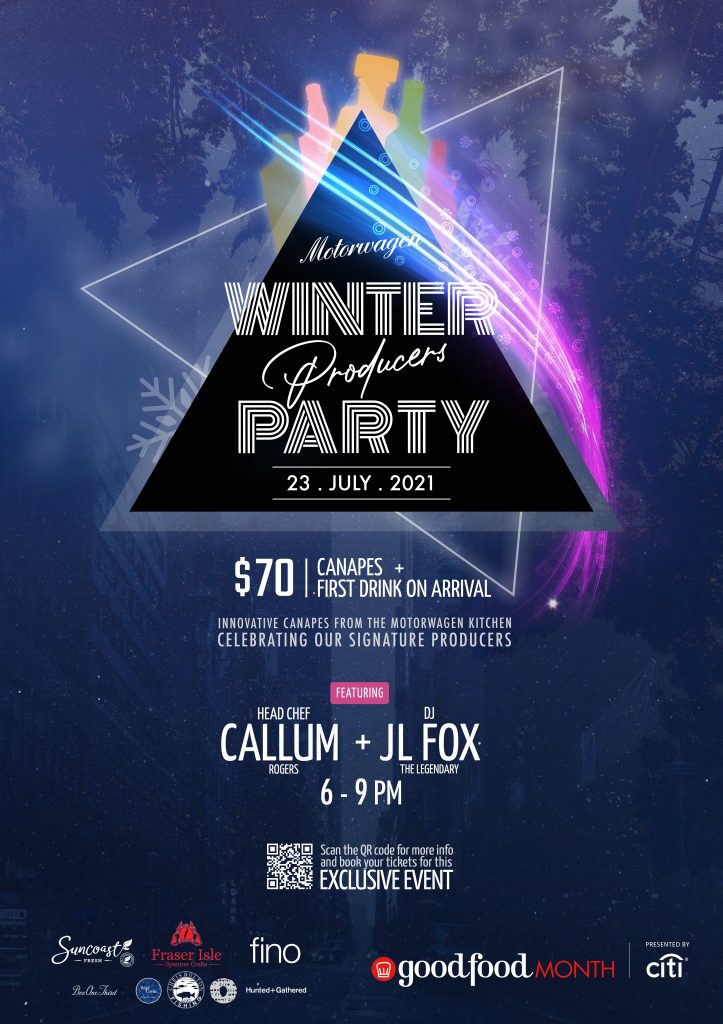 Motorwagen
WINTER
Producers
PARTY
23 . JULY . 2021
$70 | CANAPES +
FIRST DRINK ON ARRIVAL
INNOVATIVE CANAPES FROM THE MOTORWAGEN KITCHEN
CELEBRATING OUR SIGNATURE PRODUCERS
FEATURING
HEAD CHEF
CALLUM
ROGERS
+
DJ
JL FOX
THE LEGENDARY
6 - 9 PM
Scan the QR code for more info
and book your tickets for this
EXCLUSIVE EVENT
Suncoast
FRESH
Fraser Isle
Spanner Crabs
fino
Bee One Third
Hunted+Gathered
goodfood MONTH
PRESENTED BY
citi